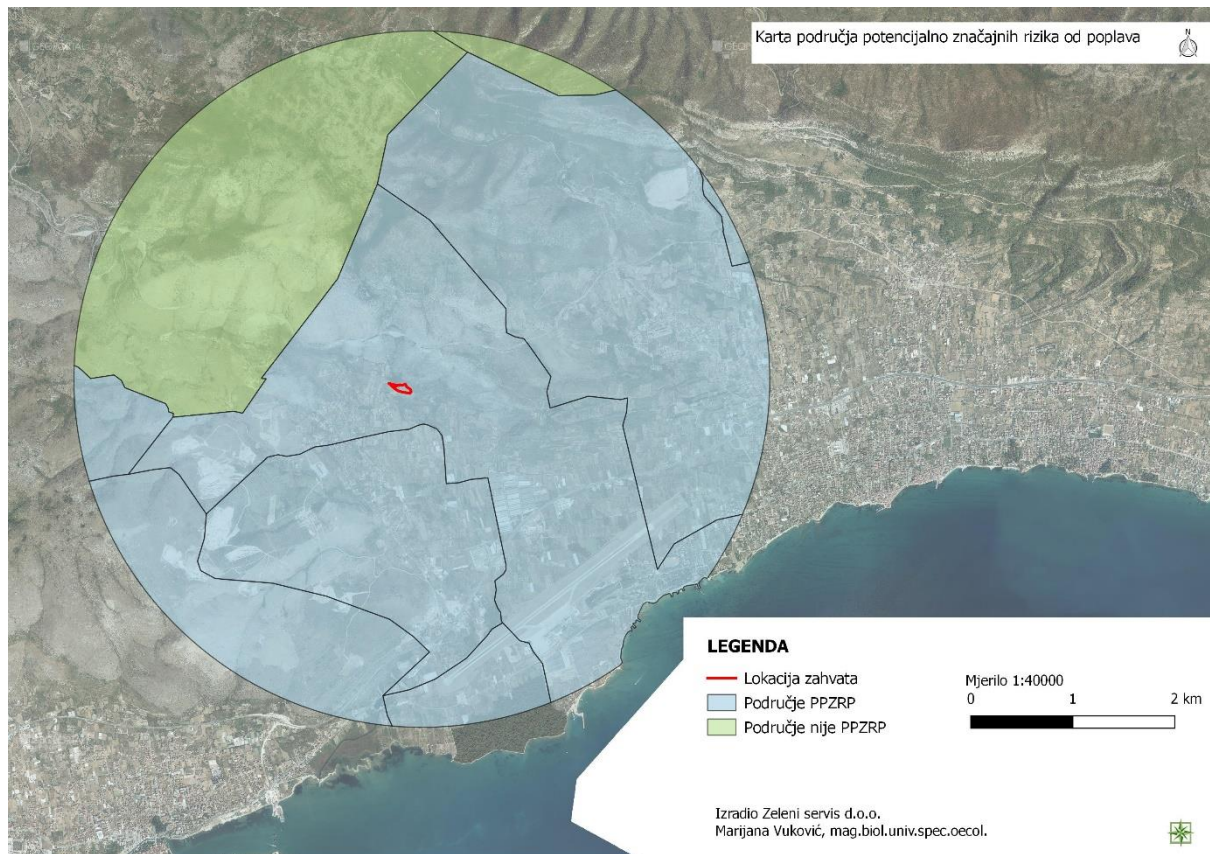 Karta područja potencijalno značajnih rizika od poplava
N
LEGENDA
Lokacija zahvata
Područje PPZRP
Područje nije PPZRP
Mjerilo 1:40000
0 1 2 km
Izradio Zeleni servis d.o.o.
Marijana Vuković, mag.biol.univ.spec.oecol.